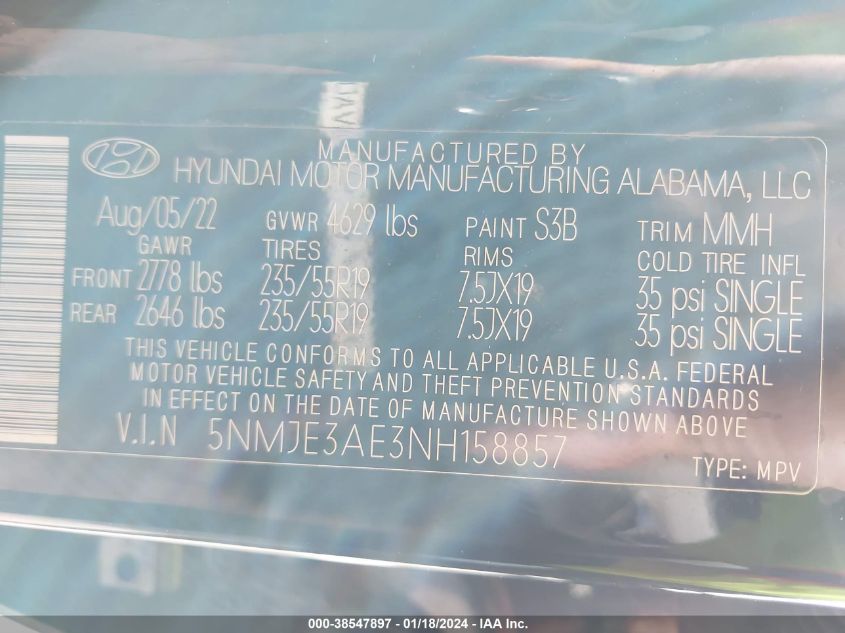 MANUFACTURED BY
HYUNDAI MOTOR MANUFACTURING ALABAMA, LLC
Aug/05/22 GVWR 4629 lbs PAINT S3B TRIM MMH
GAWR TIRES RIMS COLD TIRE INFL
FRONT 2778 lbs 235/55R19 7.5JX19 35 psi SINGLE
REAR 2646 lbs 235/55R19 7.5JX19 35 psi SINGLE
THIS VEHICLE CONFORMS TO ALL APPLICABLE U.S.A. FEDERAL
MOTOR VEHICLE SAFETY AND THEFT PREVENTION STANDARDS
IN EFFECT ON THE DATE OF MANUFACTURE SHOWN ABOVE
V.I.N 5NMJE3AE3NH158857
TYPE: MPV
000-38547897 - 01/18/2024 - IAA Inc.